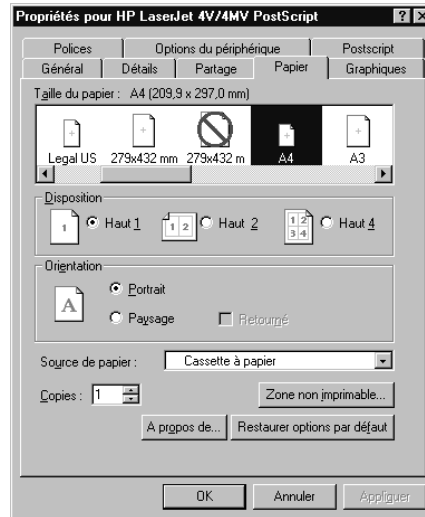 Propriétés pour HP LaserJet 4V/4MV PostScript
Polices Options du périphérique Postscript
Général Détails Partage Papier Graphiques
Taille du papier : A4 (209,9 x 297,0 mm)
Legal US 279x432 mm 279x432 m A4 A3
Disposition
1 Haut 1 1 2 Haut 2 1 2 Haut 4
3 4
Orientation
A Portrait
Paysage Retourné
Source de papier : Cassette à papier
Copies : 1 Zone non imprimable...
A propos de... Restaurer options par défaut
OK Annuler Appliquer